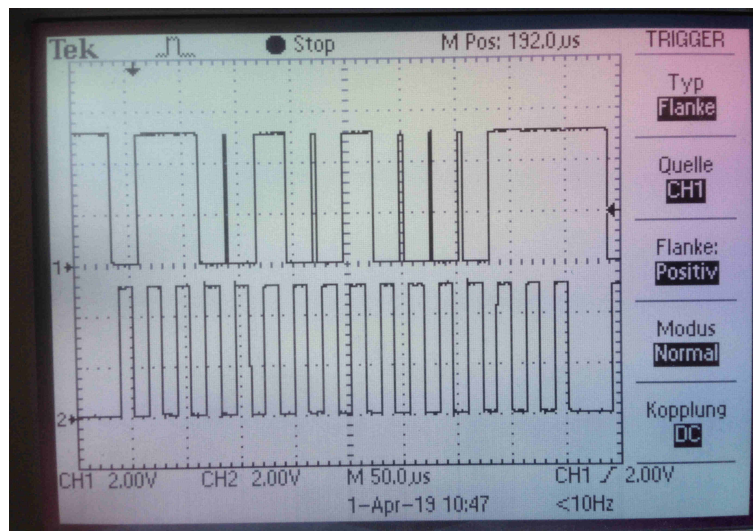 Tek Stop M Pos: 192.0µs TRIGGER
Typ
Flanke
Quelle
CH1
1
Flanke:
Positiv
Modus
Normal
Kopplung
DC
2
CH1 2.00V CH2 2.00V M 50.0µs CH1 / 2.00V
1-Apr-19 10:47 <10Hz